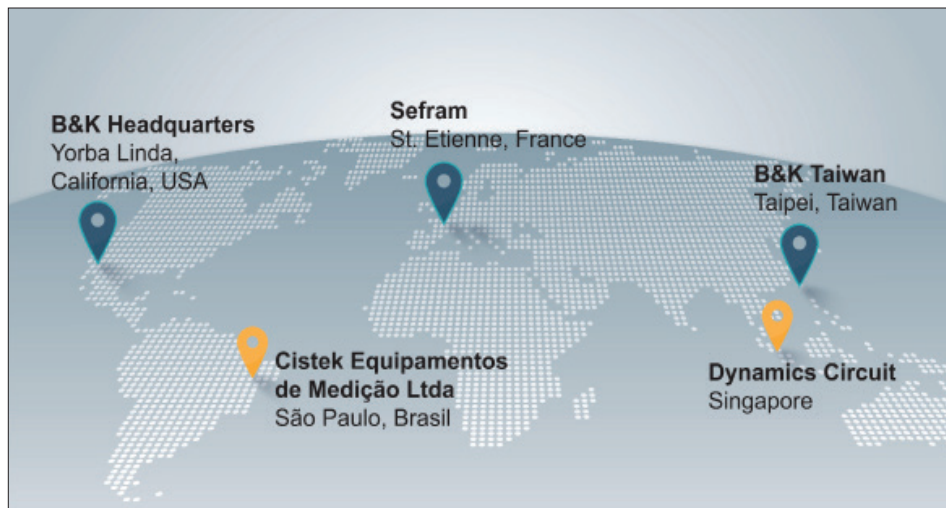 B&K Headquarters
Yorba Linda,
California, USA
Sefram
St. Etienne, France
B&K Taiwan
Taipei, Taiwan
Cistek Equipamentos
de Medição Ltda
São Paulo, Brasil
Dynamics Circuit
Singapore